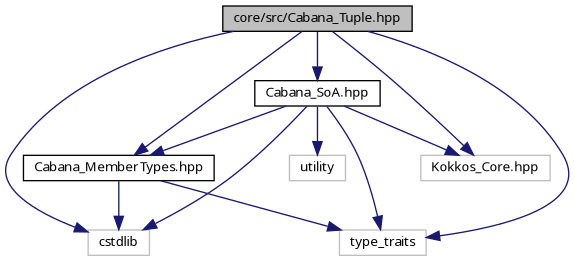 core/src/Cabana_Tuple.hpp
Cabana_SoA.hpp
Cabana_MemberTypes.hpp
utility
Kokkos_Core.hpp
cstdlib
type_traits